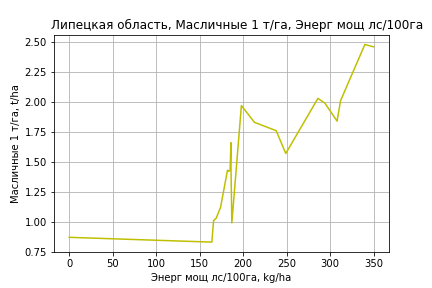 Липецкая область, Масличные 1 т/га, Энерг мощ лс/100га
2.50
2.25
2.00
1.75
1.50
1.25
1.00
0.75
Масличные 1 т/га, t/ha
0 50 100 150 200 250 300 350
Энерг мощ лс/100га, kg/ha